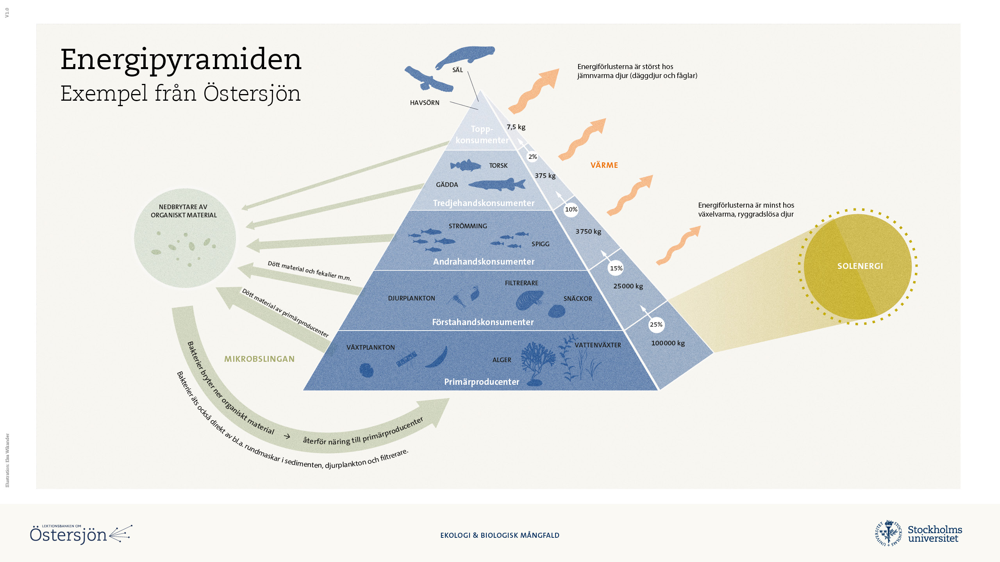 V1.0
Energipyramiden
Exempel från Östersjön
SÄL
HAVSÖRN
Energiförlusterna är störst hos
jämnvarma djur (däggdjur och fåglar)
Topp-
konsumenter
7,5 kg
2%
TORSK
GÄDDA
Tredjehandskonsumenter
375 kg
10%
VÄRME
STRÖMMING
SPIGG
Andrahandskonsumenter
3750 kg
15%
Energiförlusterna är minst hos
växelvarma, ryggradslösa djur
SOLENERGI
NEDBRYTARE AV
ORGANISKT MATERIAL
Dött material och fekalier m.m.
Dött material av primärproducenter
DJURPLANKTON
FILTRERARE
SNÄCKOR
Förstahandskonsumenter
25000 kg
25%
VÄXTPLANKTON
ALGER
VATTENVÄXTER
Primärproducenter
100000 kg
MIKROBSLINGAN
Bakterier bryter ner organiskt material → återför näring till primärproducenter
Bakterier äts också direkt av bl.a. rundmaskar i sedimenten, djurplankton och filtrerare.
Illustration: Elsa Wikander
LEKTIONSBANKEN OM
Östersjön
EKOLOGI & BIOLOGISK MÅNGFALD
STOCKHOLMS UNIVERSITET
Stockholms
universitet